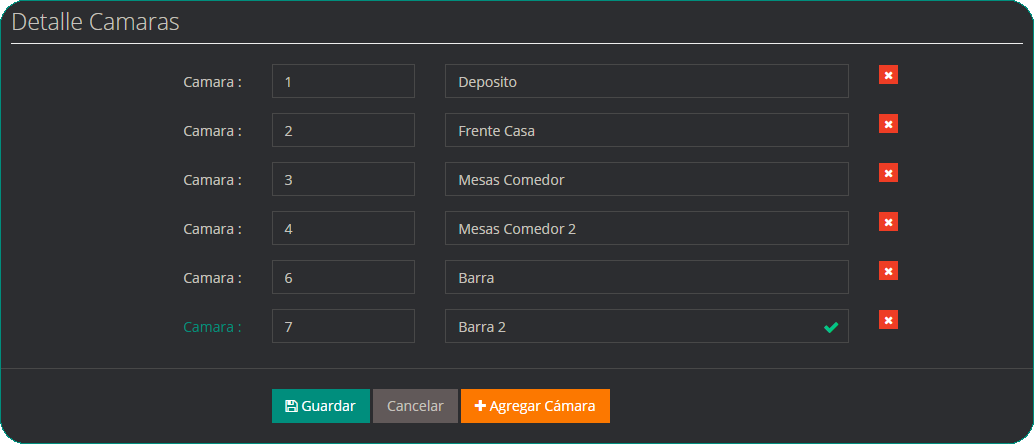 Detalle Camaras
Camara : 1 Deposito
Camara : 2 Frente Casa
Camara : 3 Mesas Comedor
Camara : 4 Mesas Comedor 2
Camara : 6 Barra
Camara : 7 Barra 2
Guardar Cancelar Agregar Cámara